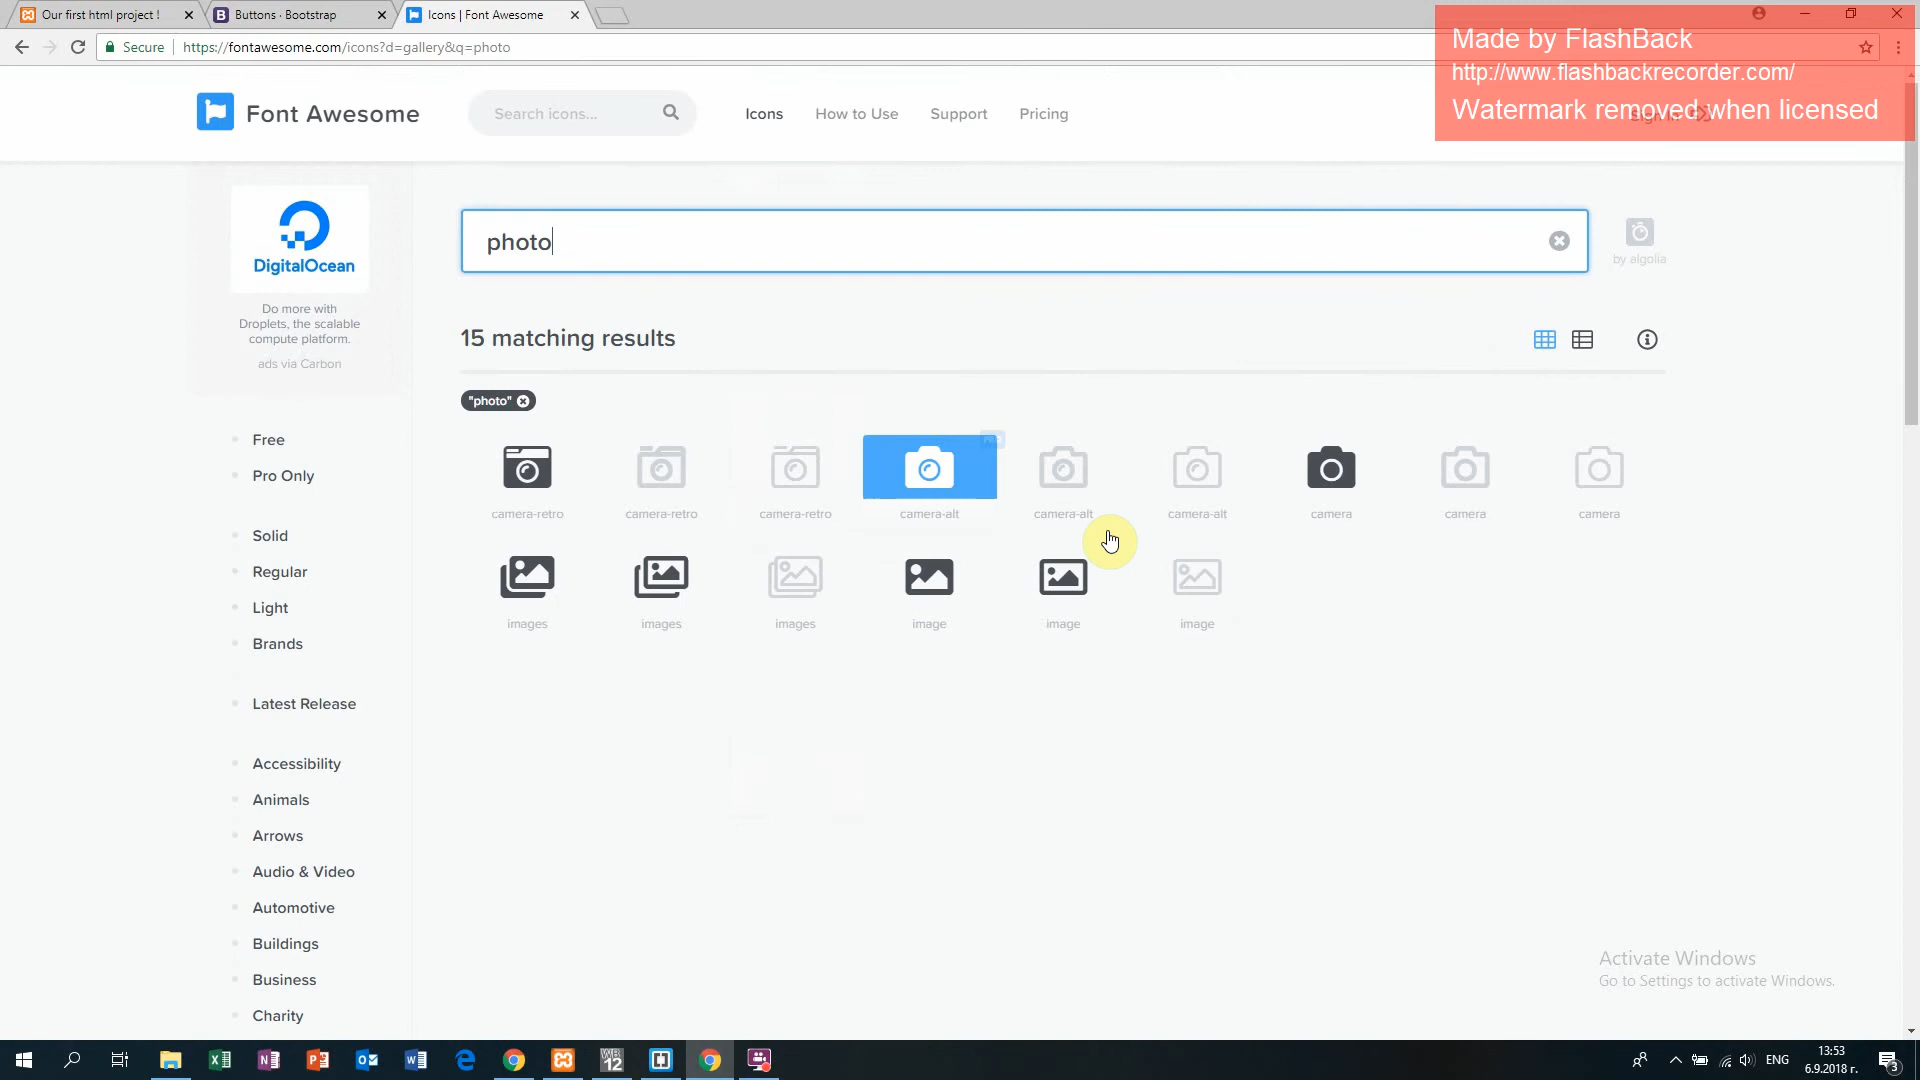 Our first html project !
Buttons · Bootstrap
Icons | Font Awesome
Secure
https://fontawesome.com/icons?d=gallery&q=photo
Made by FlashBack
http://www.flashbackrecorder.com/
Watermark removed when licensed
Font Awesome
Search icons...
Icons
How to Use
Support
Pricing
Sign In
DigitalOcean
Do more with
Droplets, the scalable
compute platform.
ads via Carbon
photo
by algolia
15 matching results
"photo"
camera-retro camera-retro camera-retro camera-alt camera-alt camera-alt camera camera camera
images images images image image image
Free
Pro Only
Solid
Regular
Light
Brands
Latest Release
Accessibility
Animals
Arrows
Audio & Video
Automotive
Buildings
Business
Charity
Activate Windows
Go to Settings to activate Windows.
WB
12
ENG
13:53
6.9.2018 г.
3